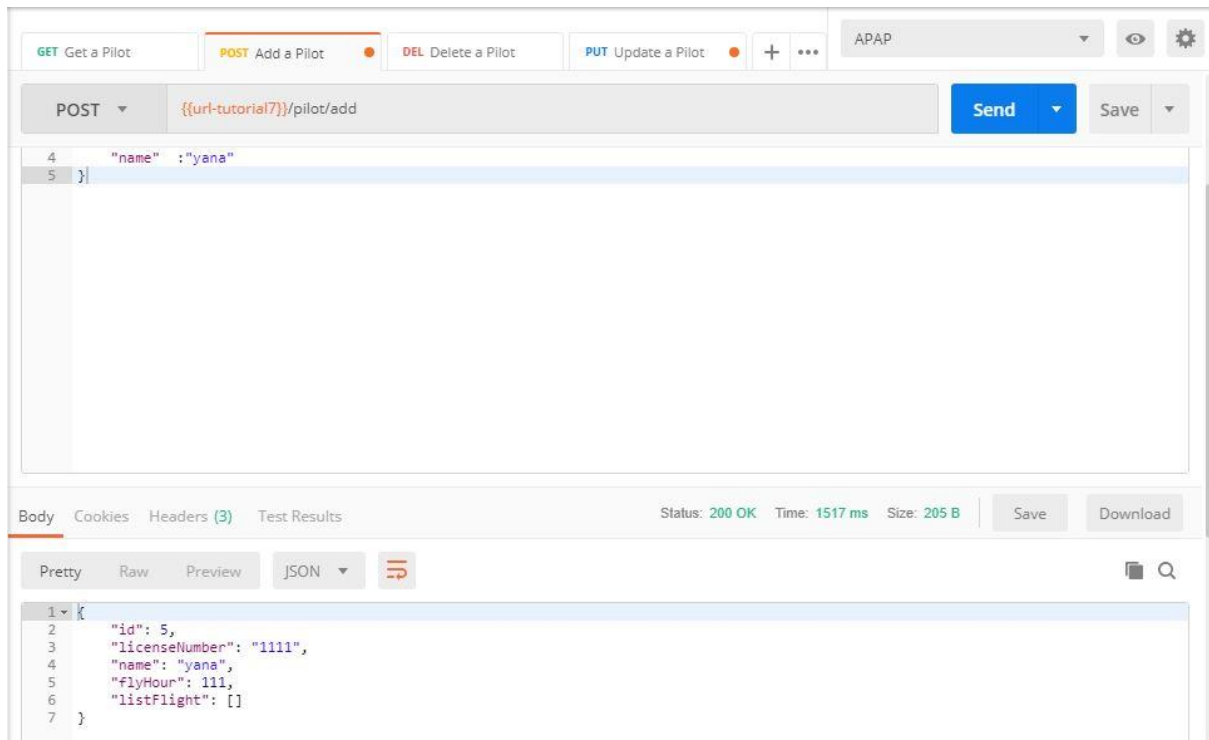 GET Get a Pilot POST Add a Pilot DEL Delete a Pilot PUT Update a Pilot + ••• APAP
POST {{url-tutorial7}}/pilot/add Send Save
4 "name" :"yana"
5 }
Body Cookies Headers (3) Test Results Status: 200 OK Time: 1517 ms Size: 205 B Save Download
Pretty Raw Preview JSON
1 {
2 "id": 5,
3 "licenseNumber": "1111",
4 "name": "yana",
5 "flyHour": 111,
6 "listFlight": []
7 }